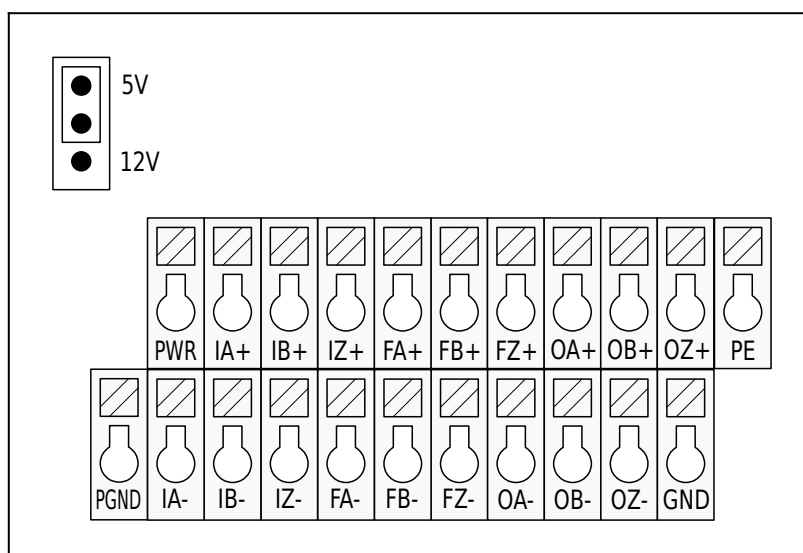 5V
12V
PWR IA+ IB+ IZ+ FA+ FB+ FZ+ OA+ OB+ OZ+ PE
PGND IA- IB- IZ- FA- FB- FZ- OA- OB- OZ- GND